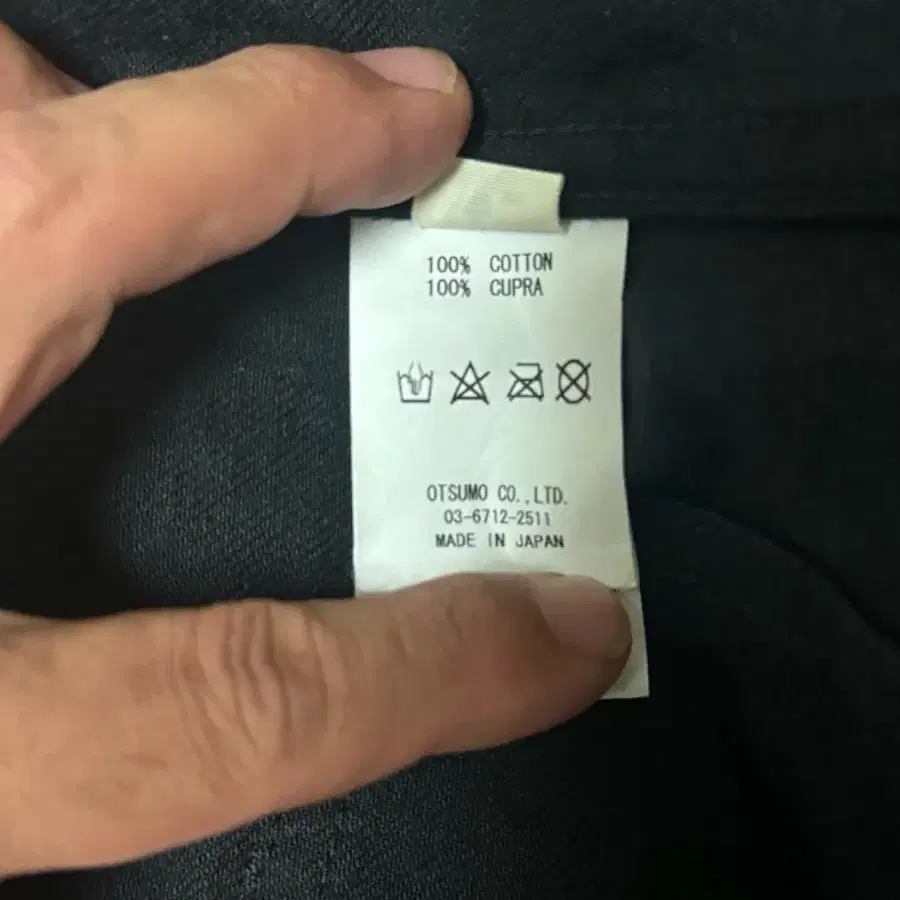 100% COTTON
100% CUPRA
OTSUMO CO.,LTD.
03-6712-2511
MADE IN JAPAN